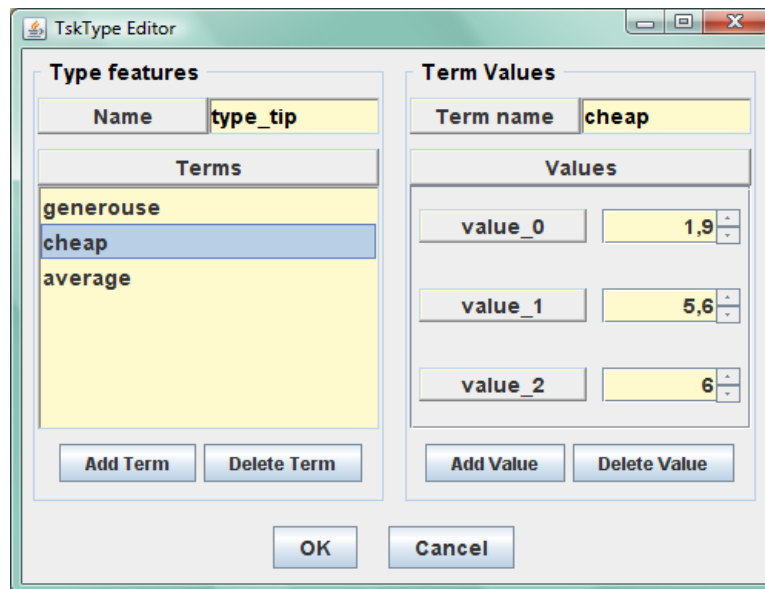 TskType Editor
Type features
Name type_tip
Terms
generouse
cheap
average
Add Term Delete Term
Term Values
Term name cheap
Values
value_0 1,9
value_1 5,6
value_2 6
Add Value Delete Value
OK Cancel